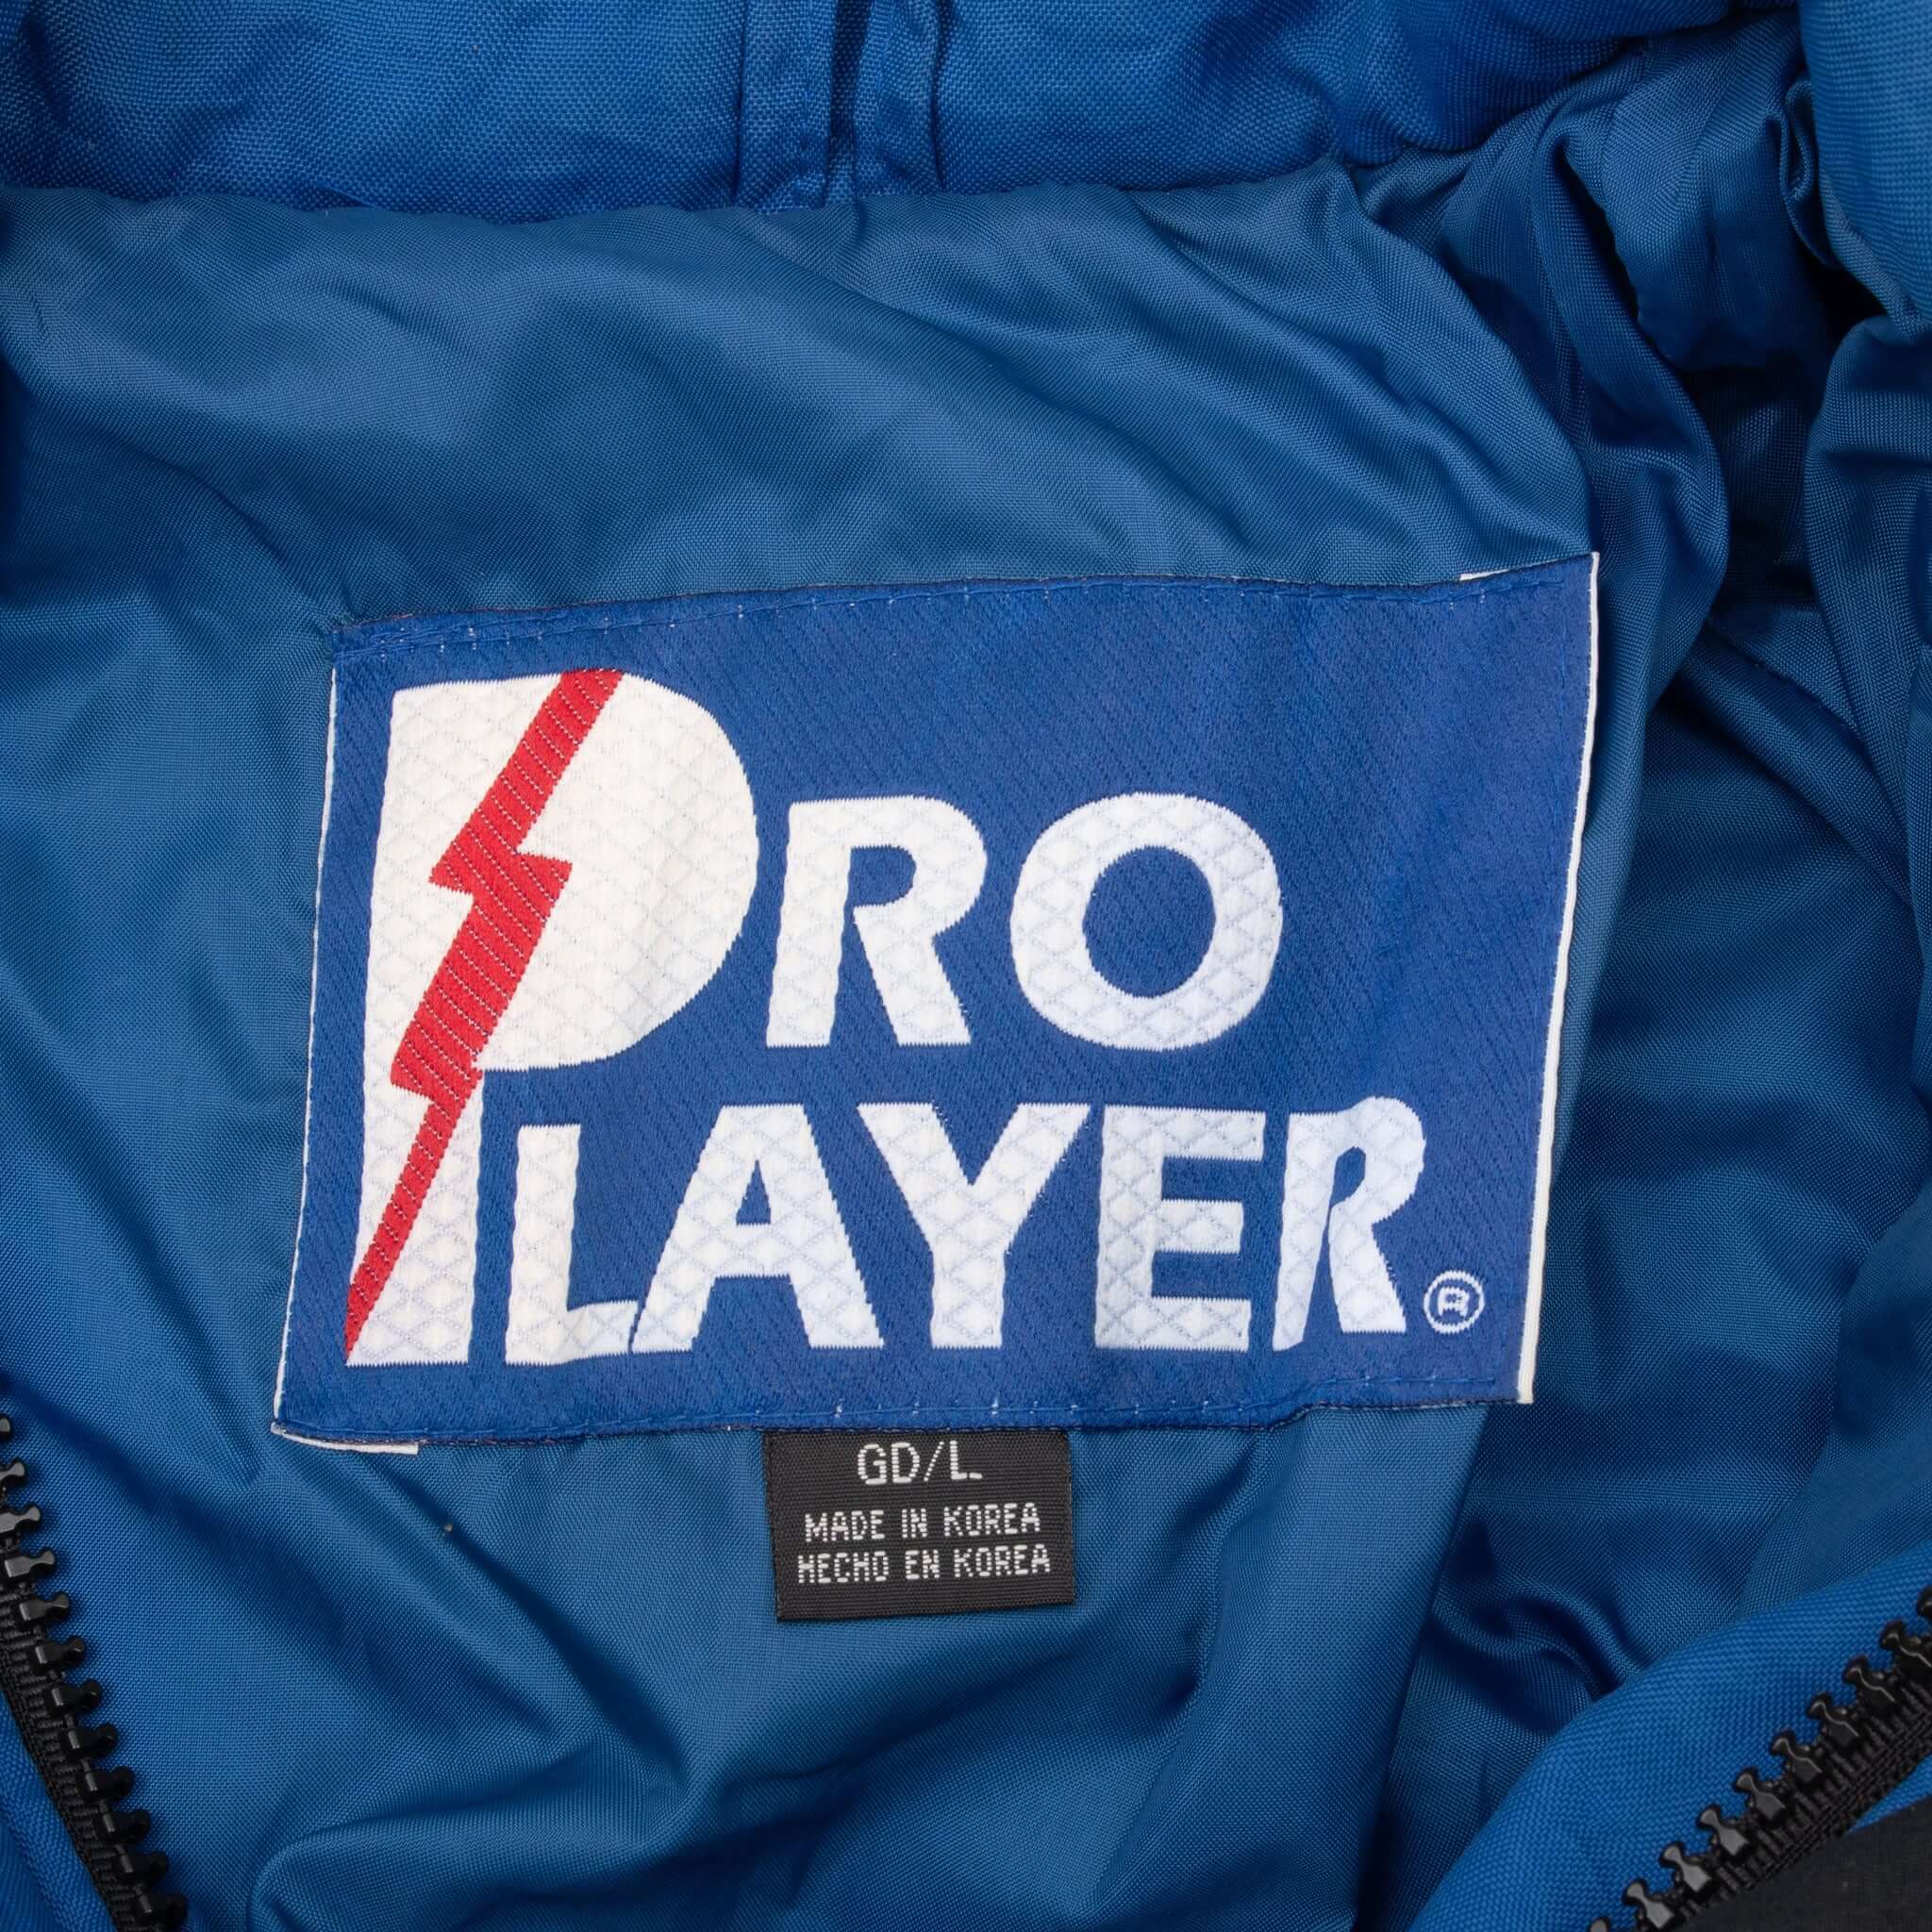 PRO
PLAYER®
GD/L
MADE IN KOREA
HECHO EN KOREA